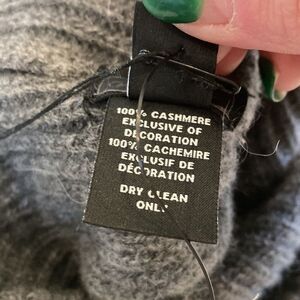 100% CASHMERE
EXCLUSIVE OF
DECORATION
100% CACHEMIRE
EXCLUSIF DE
DÉCORATION
DRY CLEAN
ONLY